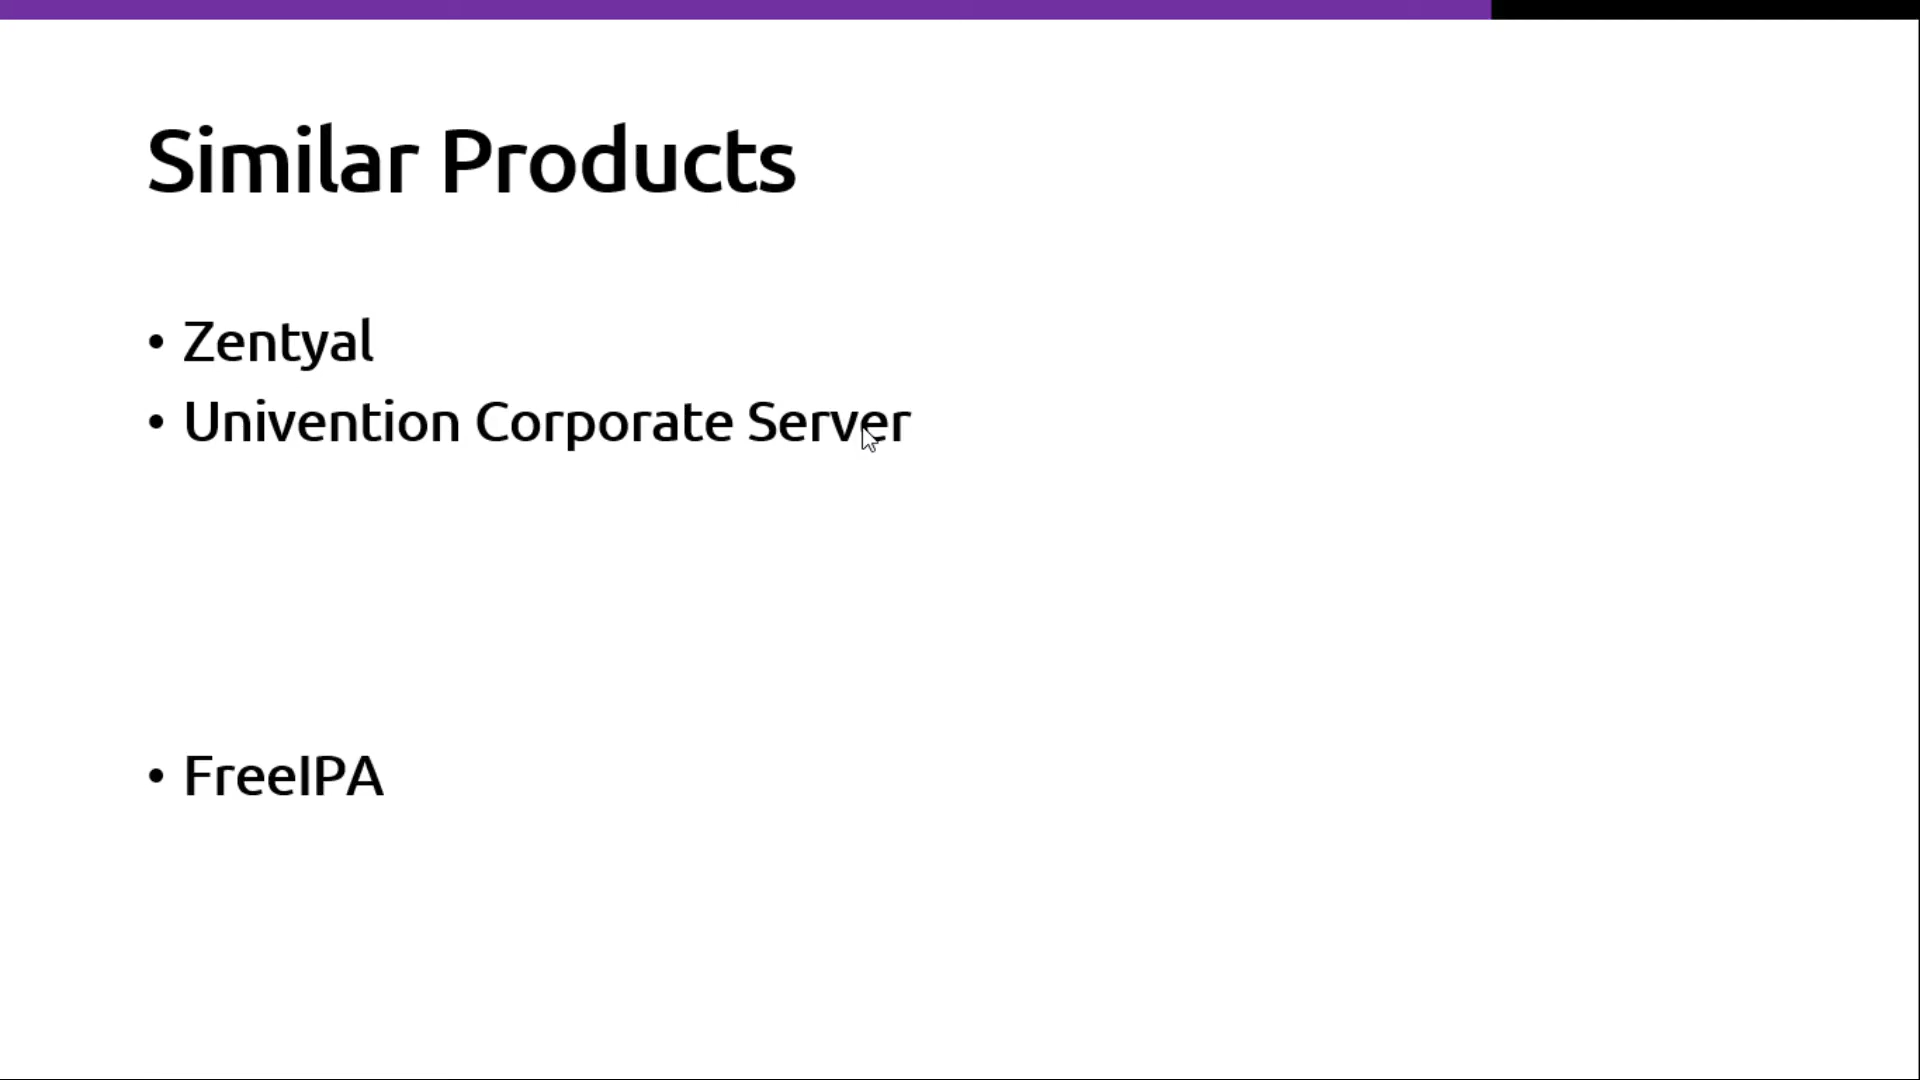 Similar Products
• Zentyal
• Univention Corporate Server
• FreeIPA